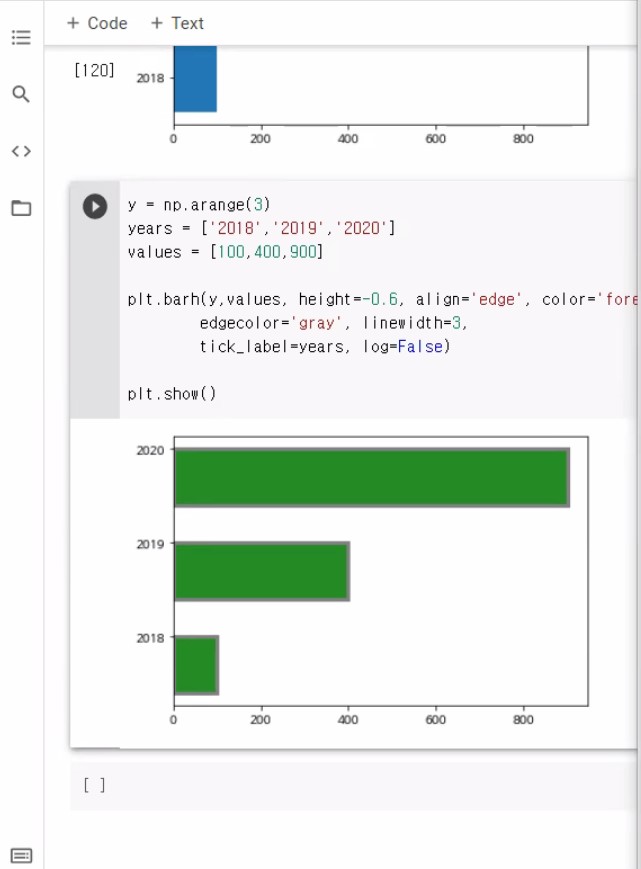 + Code + Text
[120]
2018
0 200 400 600 800
y = np.arange(3)
years = ['2018','2019','2020']
values = [100,400,900]
plt.barh(y,values, height=-0.6, align='edge', color='fore
edgecolor='gray', linewidth=3,
tick_label=years, log=False)
plt.show()
2020
2019
2018
0 200 400 600 800
[ ]